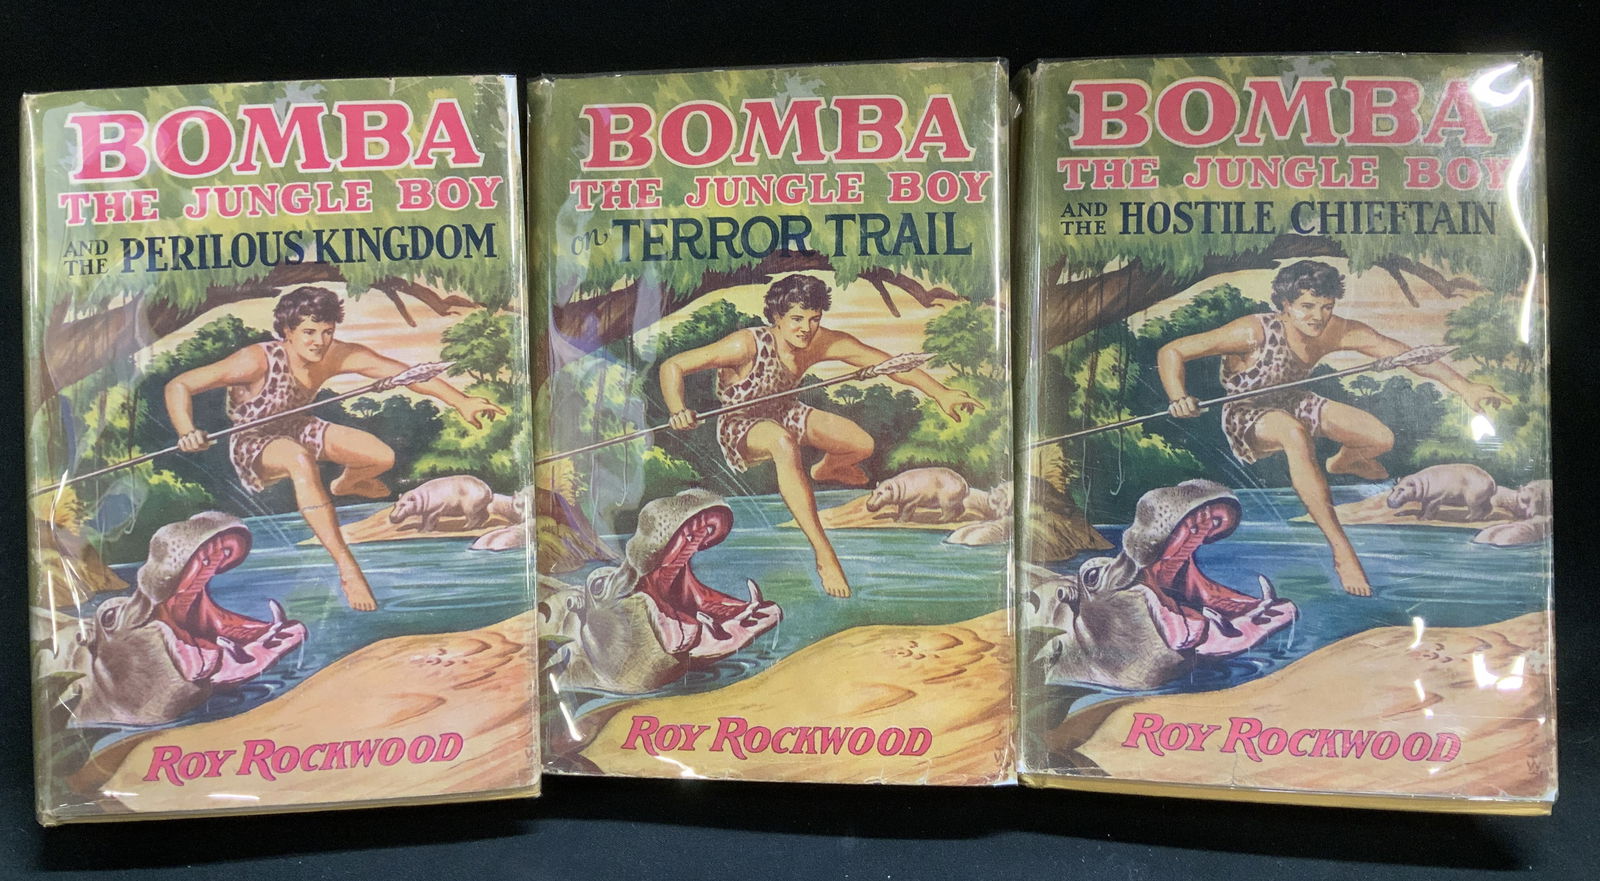 BOMBA
THE JUNGLE BOY
AND THE PERILOUS KINGDOM
ROY ROCKWOOD
BOMBA
THE JUNGLE BOY
on TERROR TRAIL
ROY ROCKWOOD
BOMBA
THE JUNGLE BOY
AND THE HOSTILE CHIEFTAIN
ROY ROCKWOOD